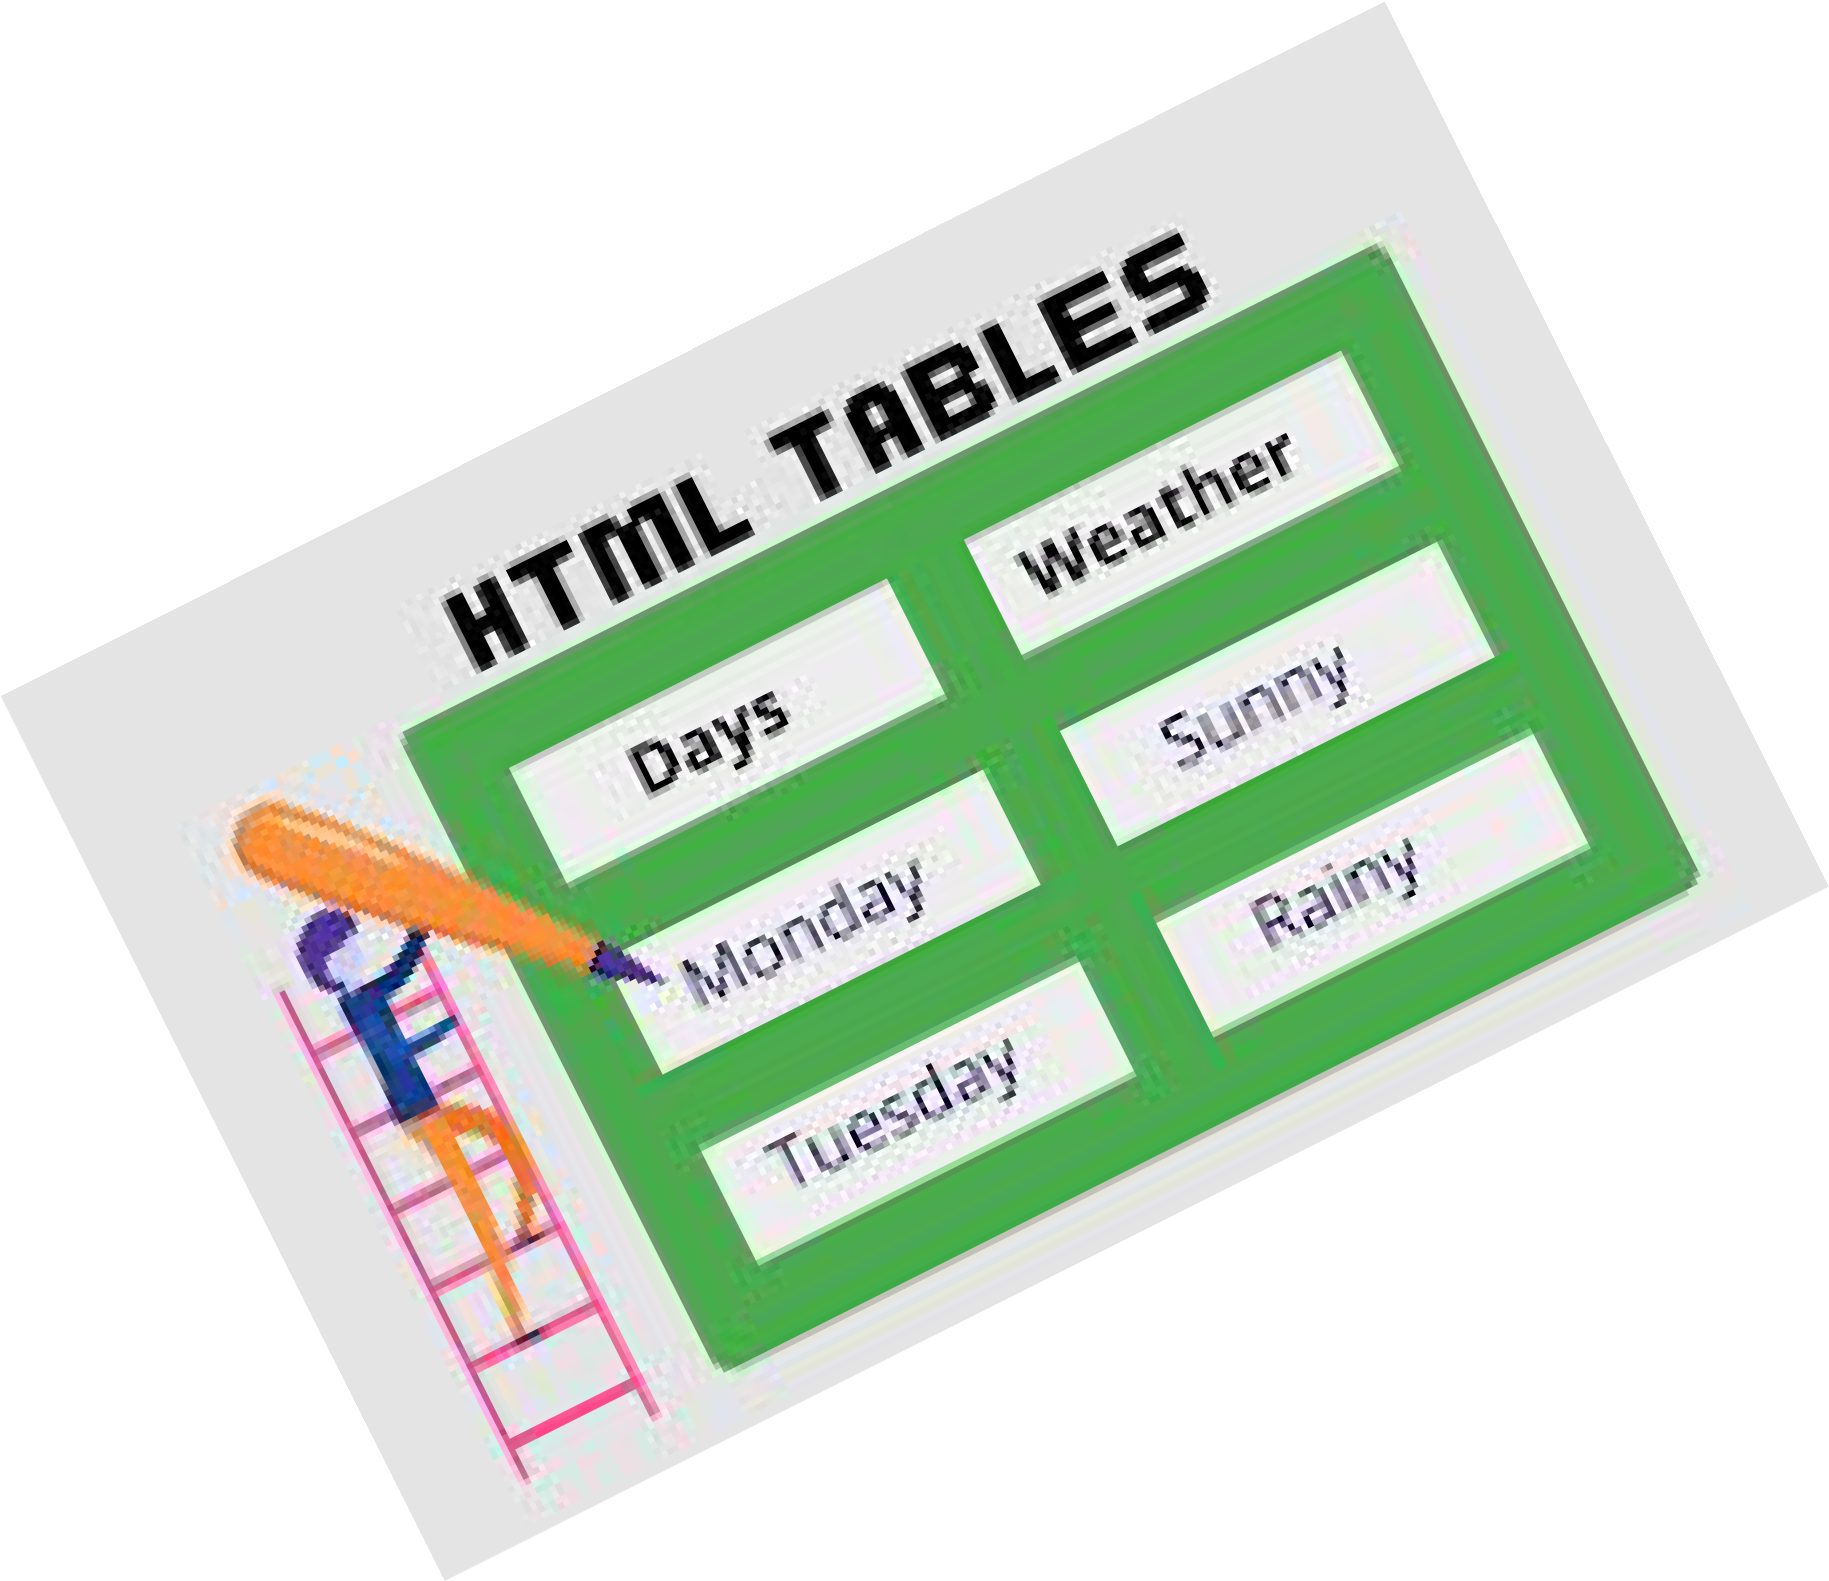 HTML TABLES
Days Weather
Monday Sunny
Tuesday Rainy